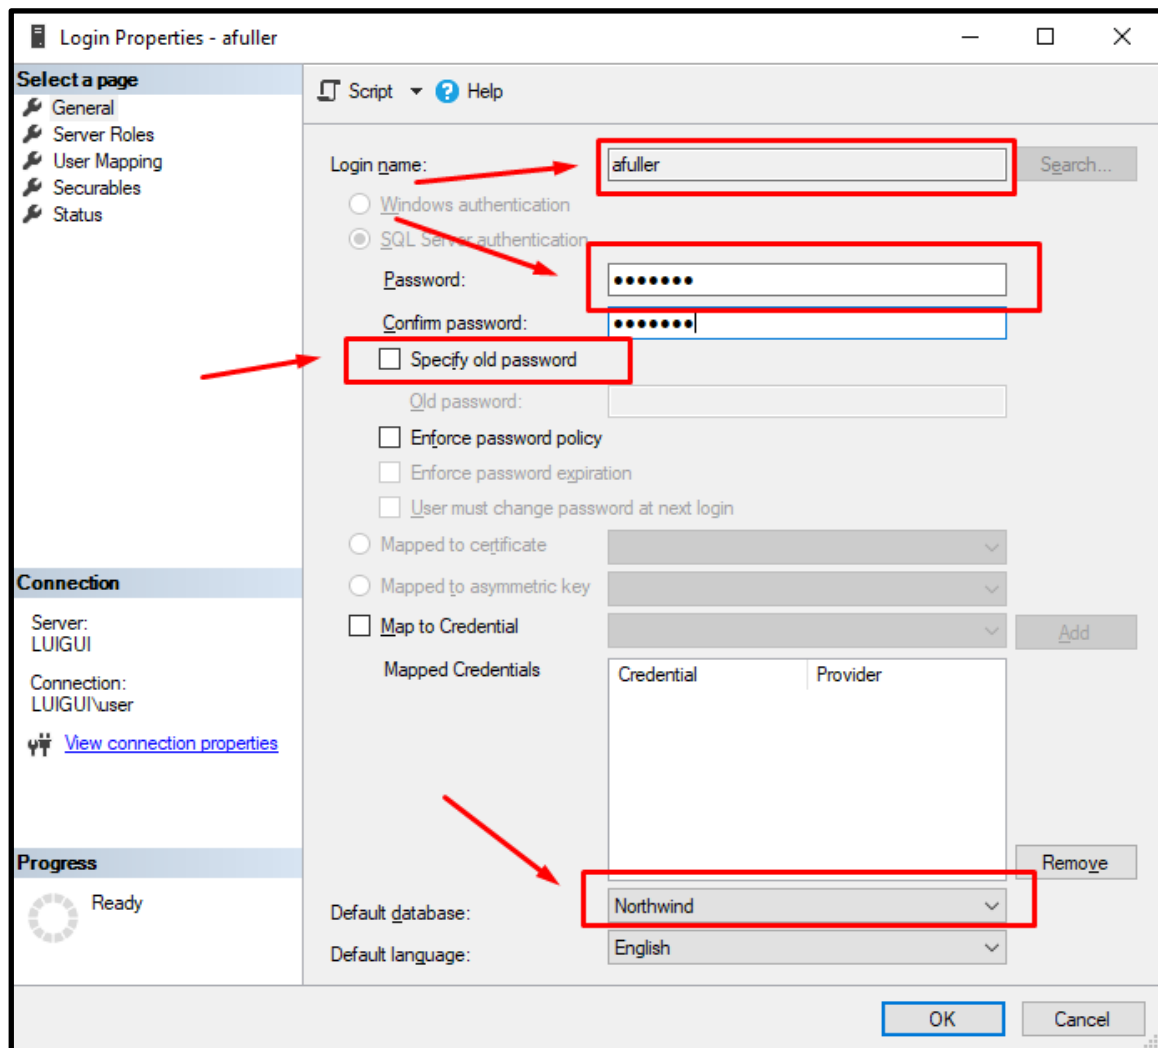 Login Properties - afuller
Select a page
General
Server Roles
User Mapping
Securables
Status
Script
Help
Login name:
afuller
Search...
Windows authentication
SQL Server authentication
Password:
●●●●●●●
Confirm password:
●●●●●●●
Specify old password
Old password:
Enforce password policy
Enforce password expiration
User must change password at next login
Mapped to certificate
Mapped to asymmetric key
Map to Credential
Add
Mapped Credentials
Credential
Provider
Remove
Default database:
Northwind
Default language:
English
Connection
Server:
LUIGUI
Connection:
LUIGUI\user
View connection properties
Progress
Ready
OK
Cancel